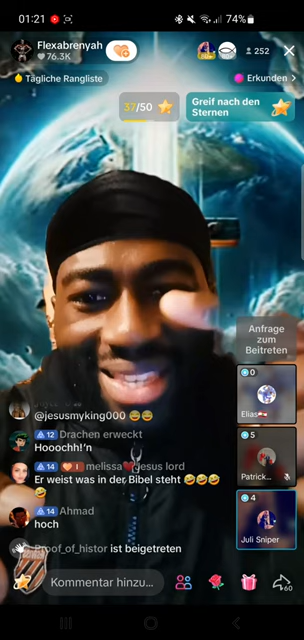 01:21
74%
Flexabrenyah
76.3K
252
Tägliche Rangliste
Erkunden >
37/50
Greif nach den
Sternen
Anfrage
zum
Beitreten
0
Elias
@jesusmyking000 😅😅
12 Drachen erweckt
Hooochh!'n
5
Patrick...
14 I melissa❤️jesus lord
Er weist was in der Bibel steht 🤣🤣🤣
🤣
14 Ahmad
hoch
4
Juli Sniper
Proof_of_histor ist beigetreten
Kommentar hinzu...
60